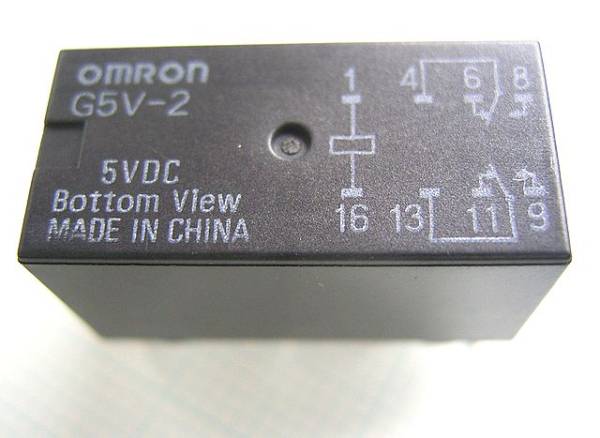 OMRON
G5V-2
5VDC
Bottom View
MADE IN CHINA
1 4 6 8
16 13 11 9